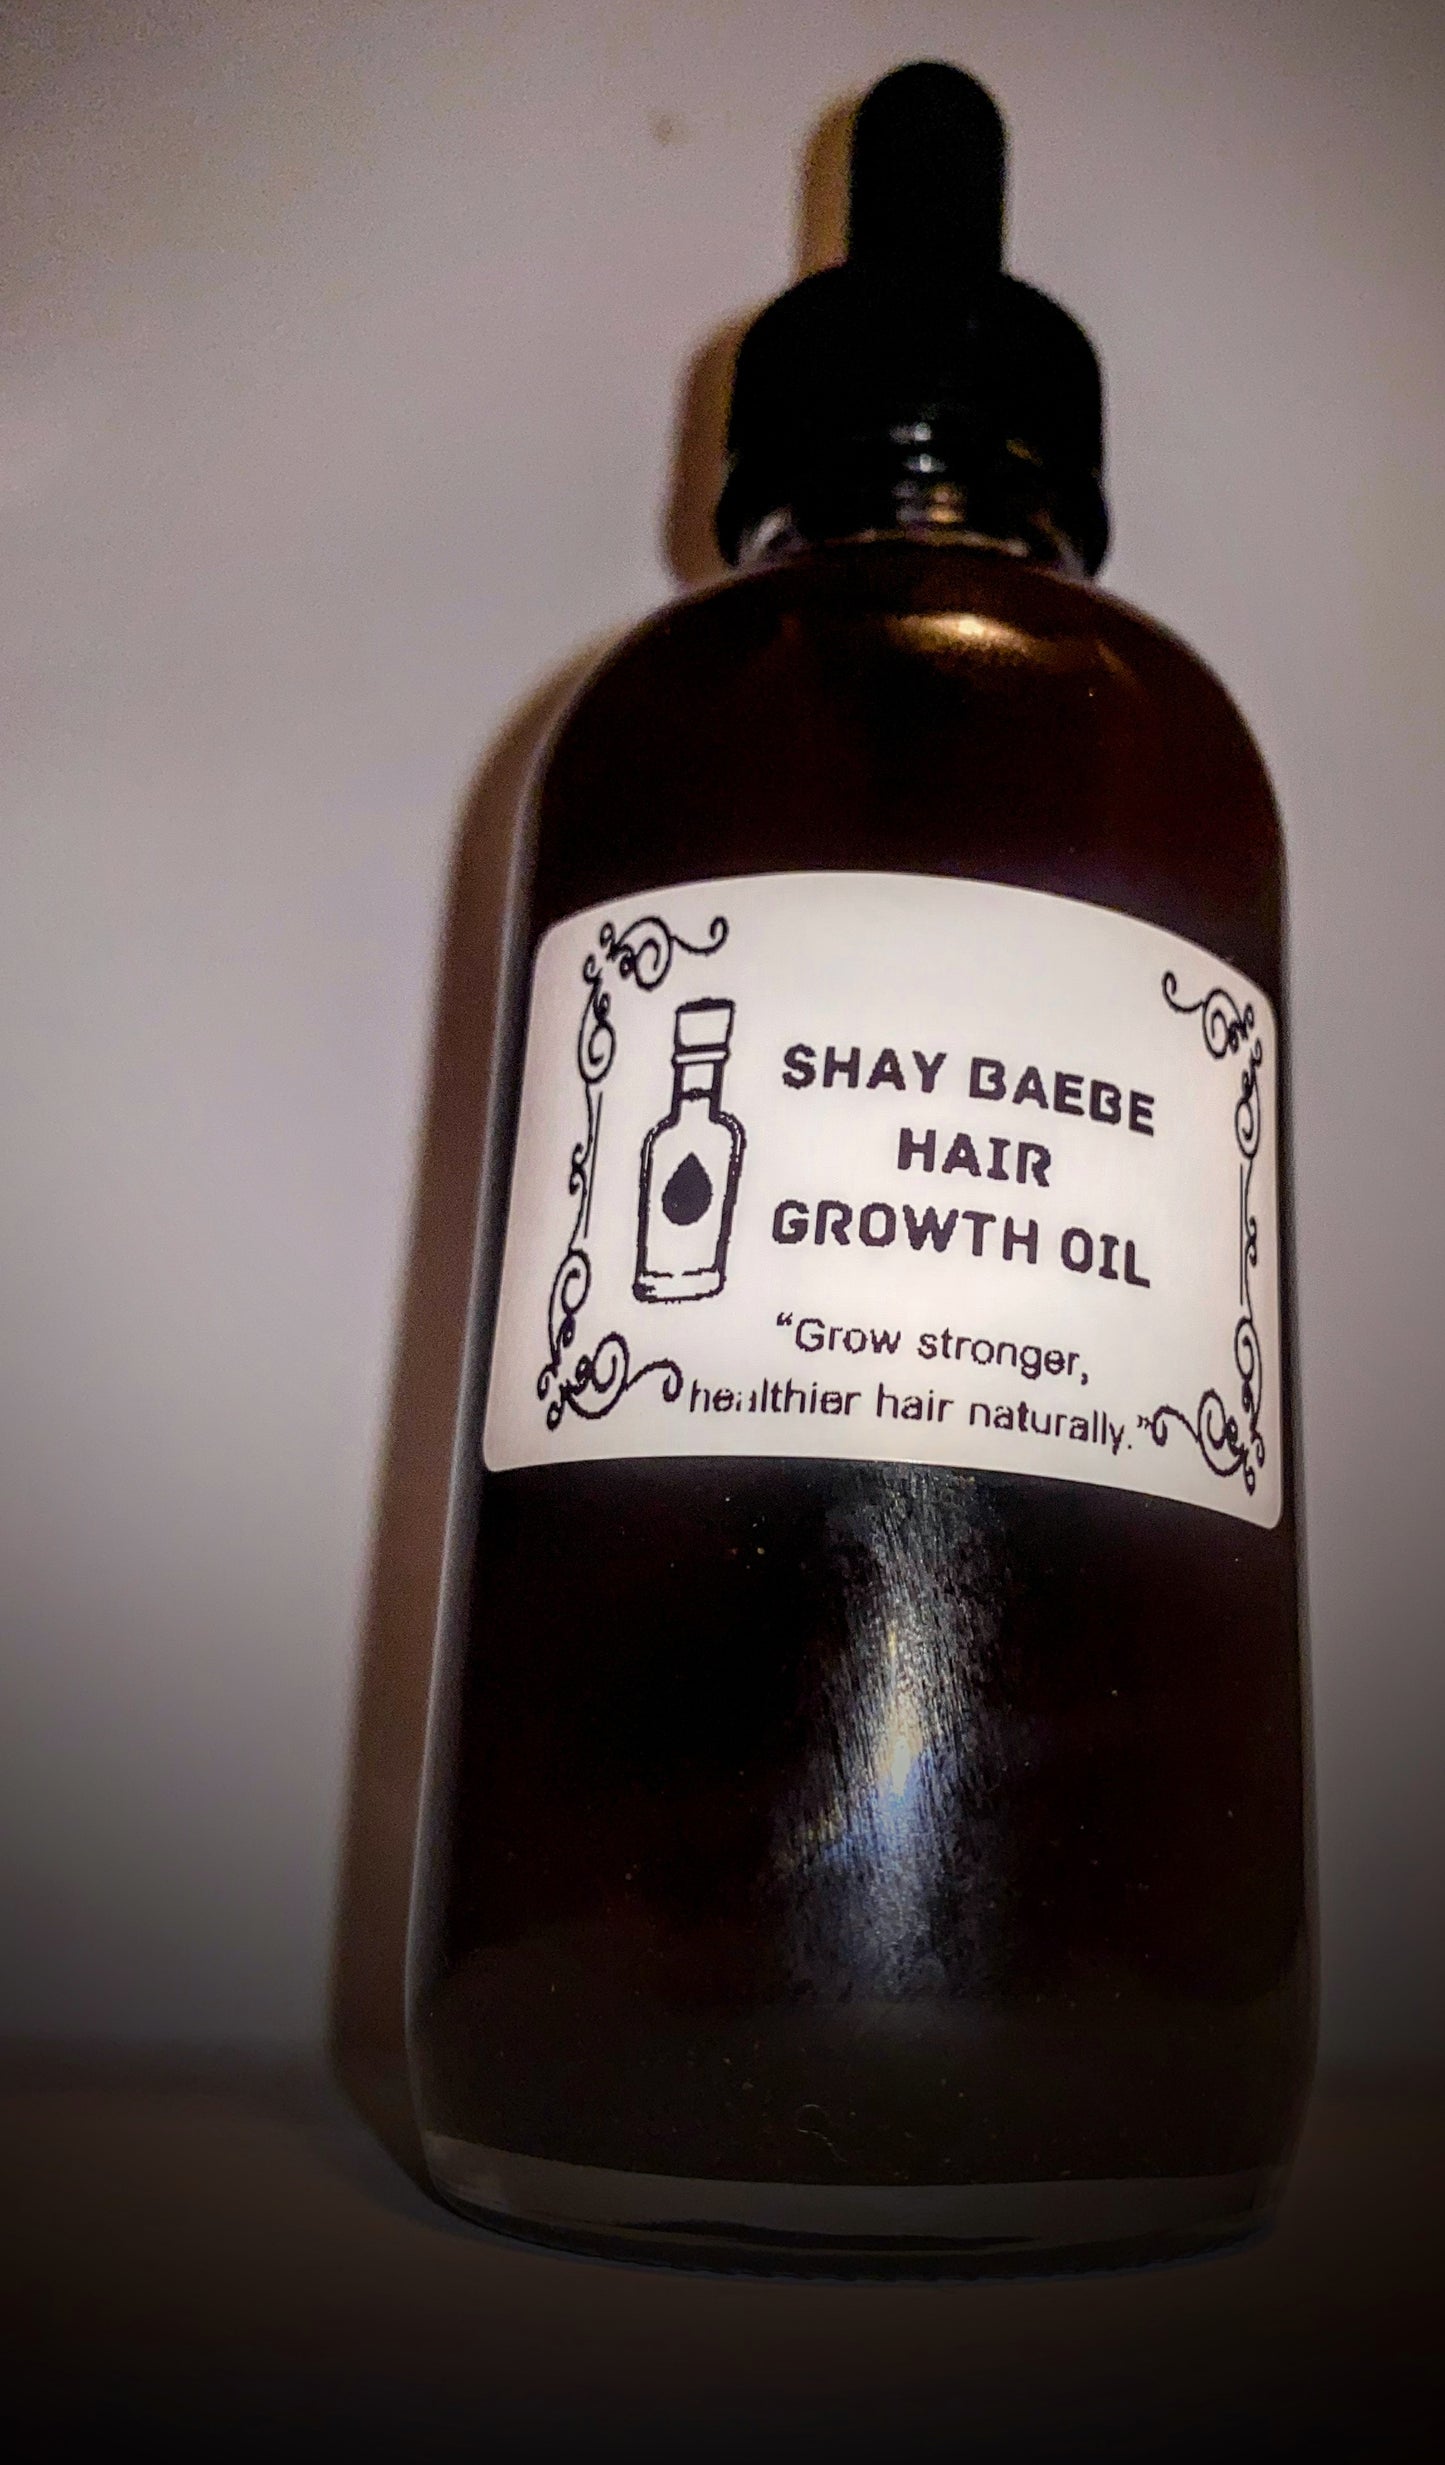 SHAY BAEBE
HAIR
GROWTH OIL
“Grow stronger,
healthier hair naturally.”